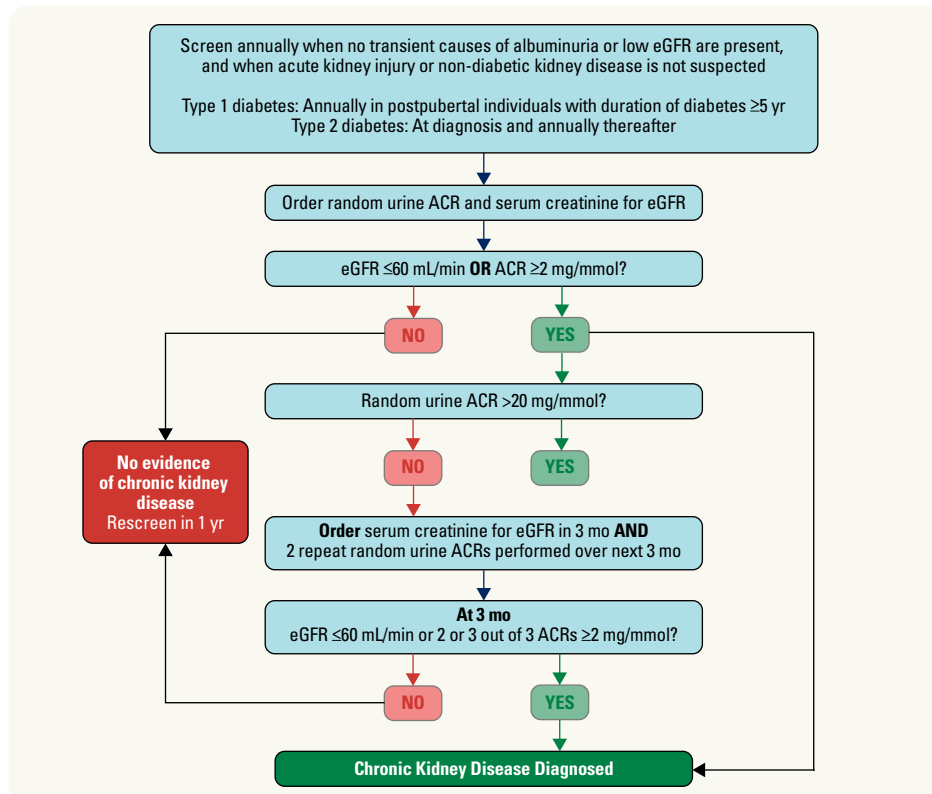 Screen annually when no transient causes of albuminuria or low eGFR are present,
and when acute kidney injury or non-diabetic kidney disease is not suspected
Type 1 diabetes: Annually in postpubertal individuals with duration of diabetes ≥5 yr
Type 2 diabetes: At diagnosis and annually thereafter
Order random urine ACR and serum creatinine for eGFR
eGFR ≤60 mL/min OR ACR ≥2 mg/mmol?
NO
YES
Random urine ACR >20 mg/mmol?
NO
YES
No evidence
of chronic kidney
disease
Rescreen in 1 yr
Order serum creatinine for eGFR in 3 mo AND
2 repeat random urine ACRs performed over next 3 mo
At 3 mo
eGFR ≤60 mL/min or 2 or 3 out of 3 ACRs ≥2 mg/mmol?
NO
YES
Chronic Kidney Disease Diagnosed